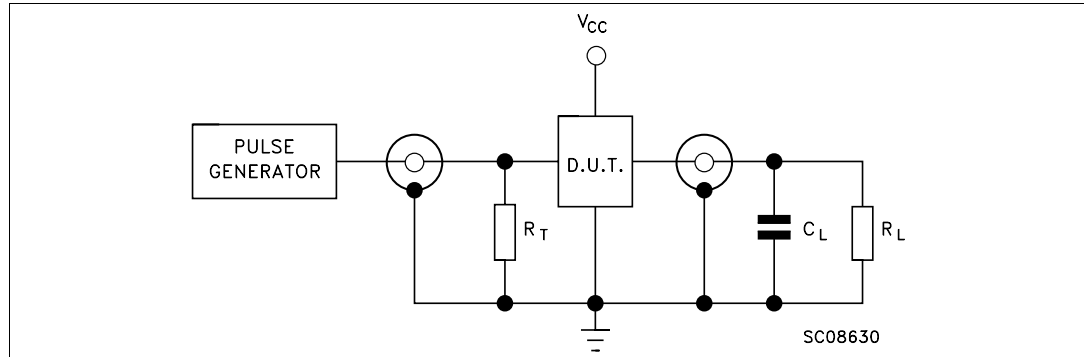 VCC
PULSE
GENERATOR
D.U.T.
RT
CL
RL
SC08630